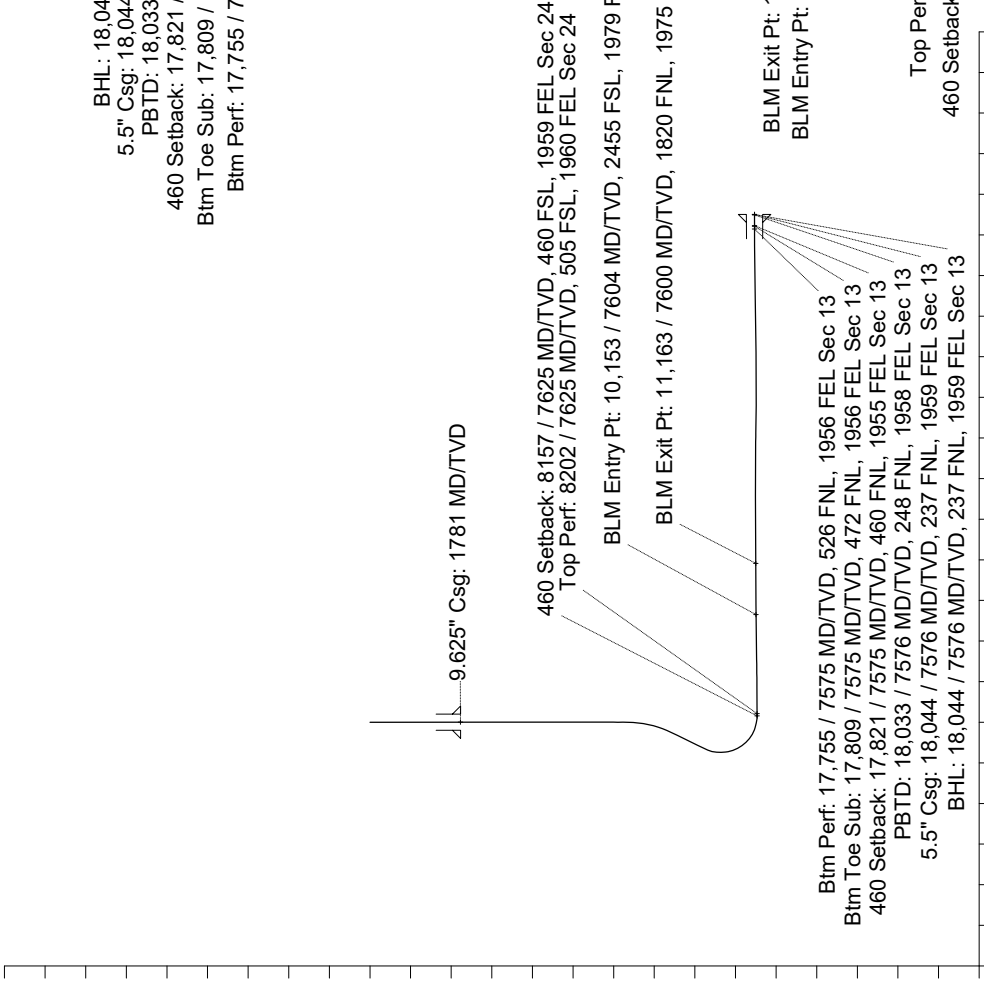 BHL: 18,04
5.5" Csg: 18,044
PBTD: 18,033
460 Setback: 17,821 /
Btm Toe Sub: 17,809 /
Btm Perf: 17,755 / 7
9.625" Csg: 1781 MD/TVD
460 Setback: 8157 / 7625 MD/TVD, 460 FSL, 1959 FEL Sec 24
Top Perf: 8202 / 7625 MD/TVD, 505 FSL, 1960 FEL Sec 24
BLM Entry Pt: 10,153 / 7604 MD/TVD, 2455 FSL, 1979 F
BLM Exit Pt: 11,163 / 7600 MD/TVD, 1820 FNL, 1975
BLM Exit Pt:
BLM Entry Pt:
Btm Perf: 17,755 / 7575 MD/TVD, 526 FNL, 1956 FEL Sec 13
Btm Toe Sub: 17,809 / 7575 MD/TVD, 472 FNL, 1956 FEL Sec 13
460 Setback: 17,821 / 7575 MD/TVD, 460 FNL, 1955 FEL Sec 13
PBTD: 18,033 / 7576 MD/TVD, 248 FNL, 1958 FEL Sec 13
5.5" Csg: 18,044 / 7576 MD/TVD, 237 FNL, 1959 FEL Sec 13
BHL: 18,044 / 7576 MD/TVD, 237 FNL, 1959 FEL Sec 13
Top Per
460 Setback